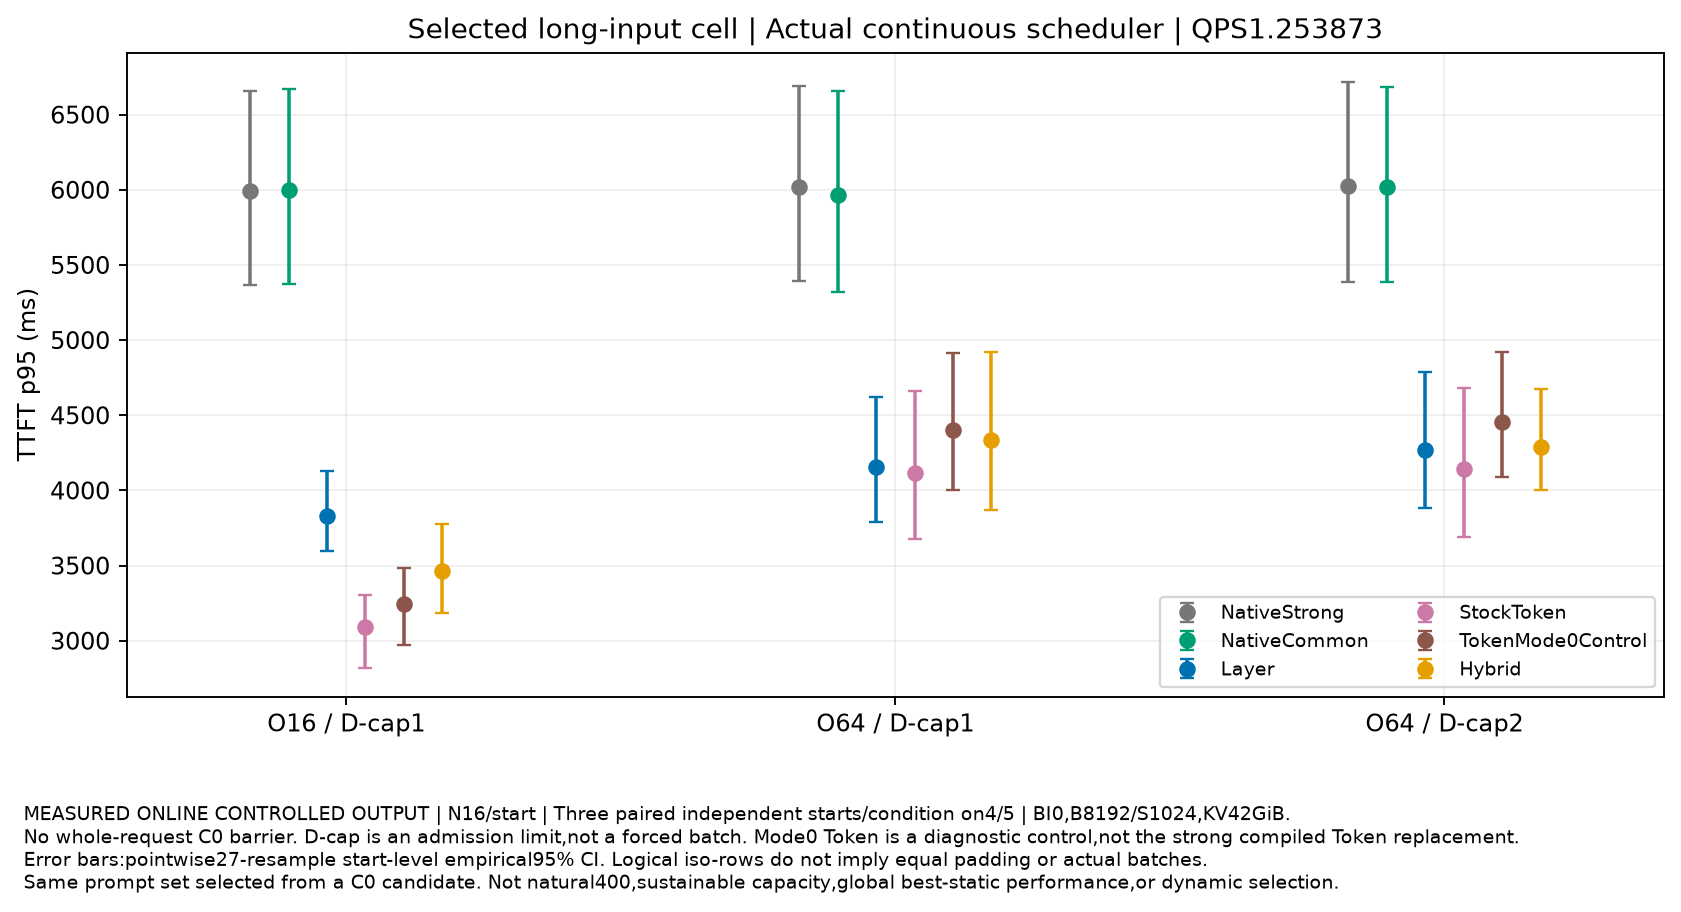 Selected long-input cell | Actual continuous scheduler | QPS1.253873
TTFT p95 (ms)
6500
6000
5500
5000
4500
4000
3500
3000
O16 / D-cap1
O64 / D-cap1
O64 / D-cap2
NativeStrong
NativeCommon
Layer
StockToken
TokenMode0Control
Hybrid
MEASURED ONLINE CONTROLLED OUTPUT | N16/start | Three paired independent starts/condition on4/5 | BI0,B8192/S1024,KV42GiB.
No whole-request C0 barrier. D-cap is an admission limit,not a forced batch. Mode0 Token is a diagnostic control,not the strong compiled Token replacement.
Error bars:pointwise27-resample start-level empirical95% CI. Logical iso-rows do not imply equal padding or actual batches.
Same prompt set selected from a C0 candidate. Not natural400,sustainable capacity,global best-static performance,or dynamic selection.